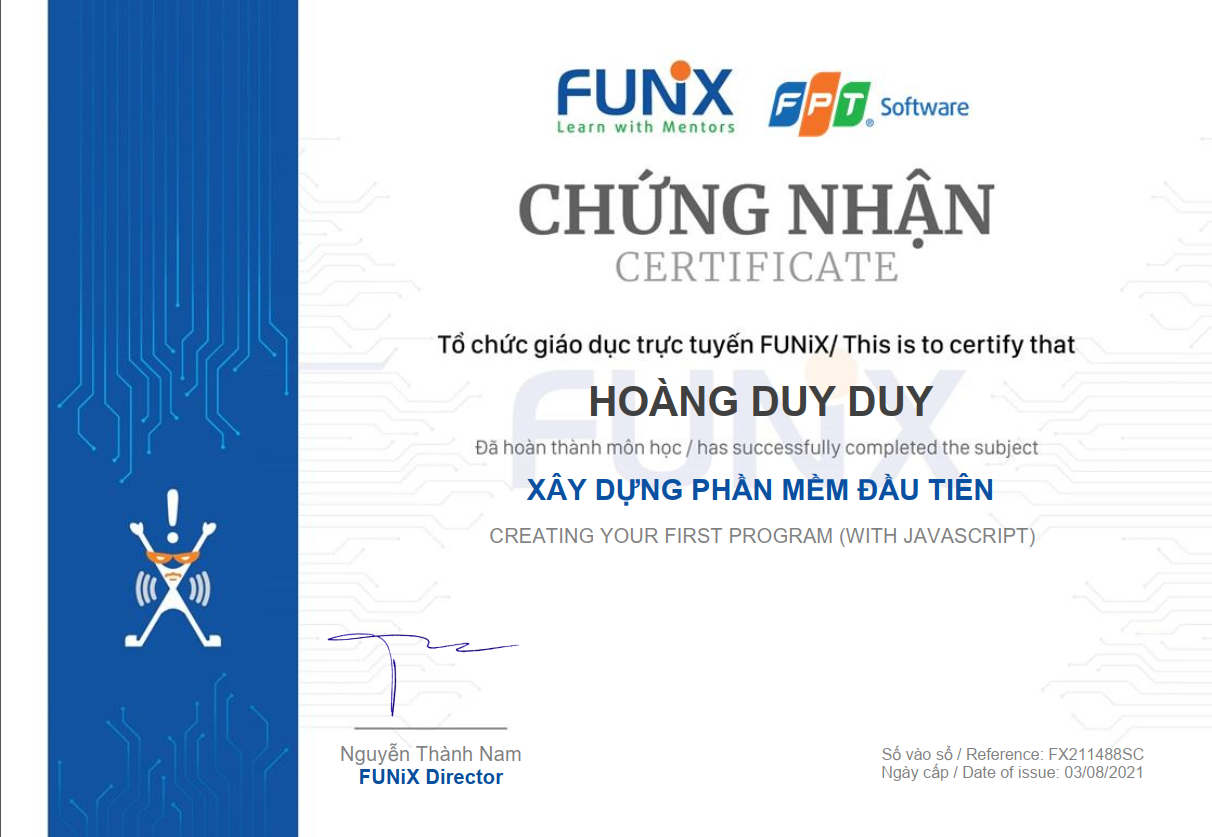 FUNiX
Learn with Mentors
FPT® Software
CHỨNG NHẬN
CERTIFICATE
Tổ chức giáo dục trực tuyến FUNiX/ This is to certify that
HOÀNG DUY DUY
Đã hoàn thành môn học / has successfully completed the subject
XÂY DỰNG PHẦN MỀM ĐẦU TIÊN
CREATING YOUR FIRST PROGRAM (WITH JAVASCRIPT)
Nguyễn Thành Nam
FUNiX Director
Số vào sổ / Reference: FX211488SC
Ngày cấp / Date of issue: 03/08/2021